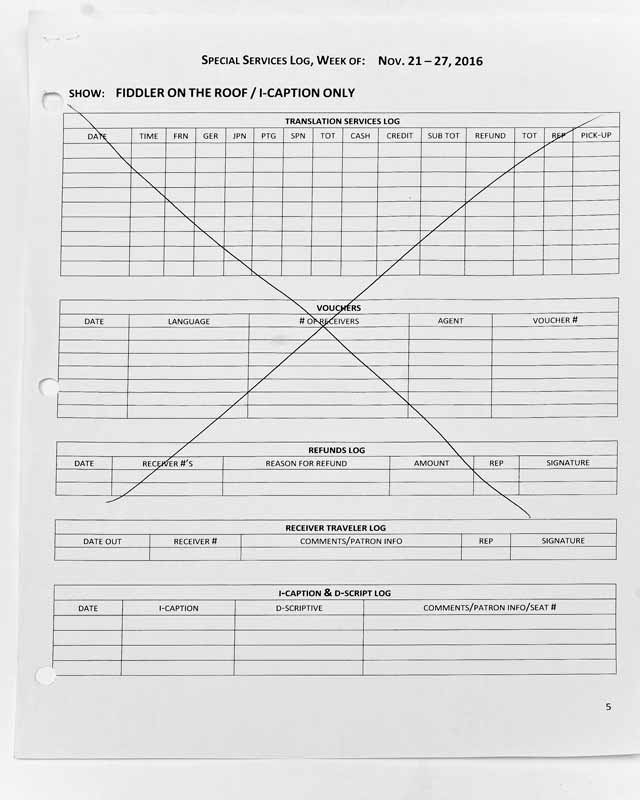 SPECIAL SERVICES LOG, WEEK OF: NOV. 21 – 27, 2016
SHOW: FIDDLER ON THE ROOF / I-CAPTION ONLY
TRANSLATION SERVICES LOG
DATE TIME FRN GER JPN PTG SPN TOT CASH CREDIT SUB TOT REFUND TOT REP PICK-UP
VOUCHERS
DATE LANGUAGE # OF RECEIVERS AGENT VOUCHER #
REFUNDS LOG
DATE RECEIVER #'S REASON FOR REFUND AMOUNT REP SIGNATURE
RECEIVER TRAVELER LOG
DATE OUT RECEIVER # COMMENTS/PATRON INFO REP SIGNATURE
I-CAPTION & D-SCRIPT LOG
DATE I-CAPTION D-SCRIPTIVE COMMENTS/PATRON INFO/SEAT #
5